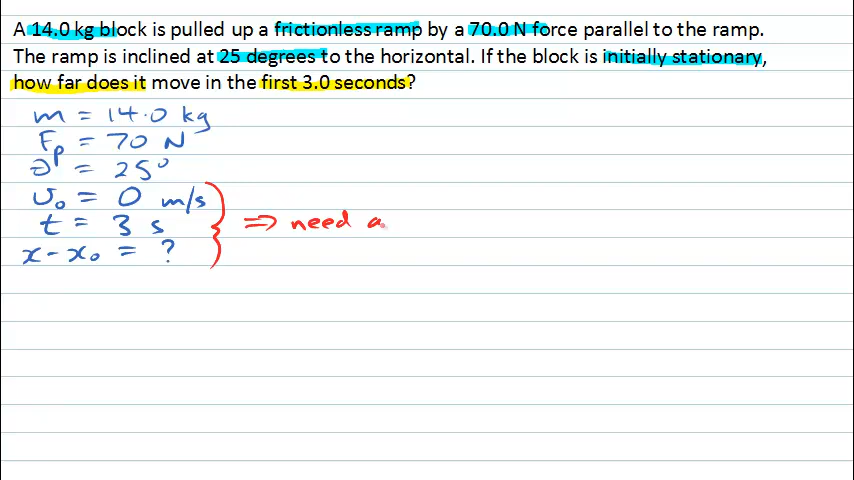 A 14.0 kg block is pulled up a frictionless ramp by a 70.0 N force parallel to the ramp.
The ramp is inclined at 25 degrees to the horizontal. If the block is initially stationary,
how far does it move in the first 3.0 seconds?
m = 14.0 kg
Fp = 70 N
θ = 25°
v₀ = 0 m/s
t = 3 s
x - x₀ = ?
⇒ need a